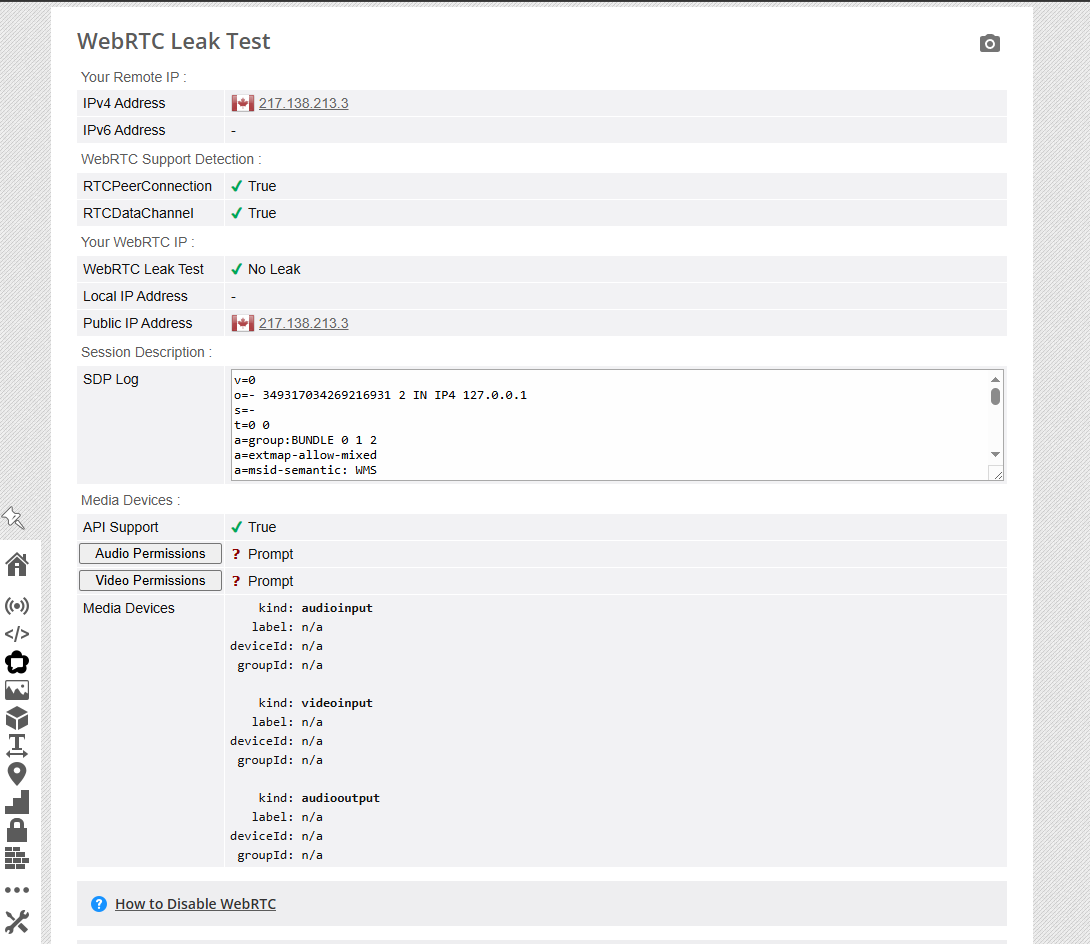 WebRTC Leak Test
Your Remote IP :
IPv4 Address 217.138.213.3
IPv6 Address -
WebRTC Support Detection :
RTCPeerConnection ✓ True
RTCDataChannel ✓ True
Your WebRTC IP :
WebRTC Leak Test ✓ No Leak
Local IP Address -
Public IP Address 217.138.213.3
Session Description :
SDP Log v=0
o=- 349317034269216931 2 IN IP4 127.0.0.1
s=-
t=0 0
a=group:BUNDLE 0 1 2
a=extmap-allow-mixed
a=msid-semantic: WMS
Media Devices :
API Support ✓ True
Audio Permissions ? Prompt
Video Permissions ? Prompt
Media Devices kind: audioinput
label: n/a
deviceId: n/a
groupId: n/a
kind: videoinput
label: n/a
deviceId: n/a
groupId: n/a
kind: audiooutput
label: n/a
deviceId: n/a
groupId: n/a
? How to Disable WebRTC